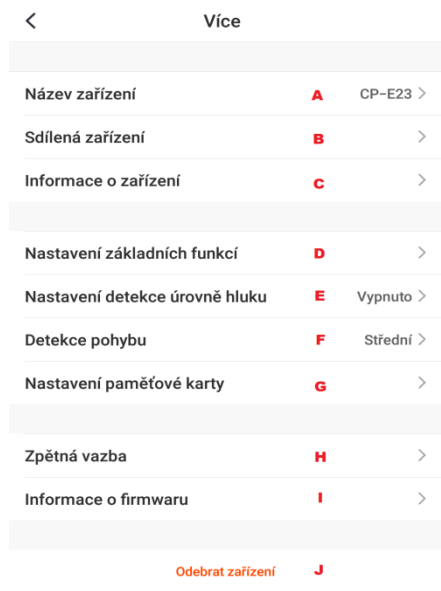 Více
Název zařízení A CP-E23
Sdílená zařízení B
Informace o zařízení C
Nastavení základních funkcí D
Nastavení detekce úrovně hluku E Vypnuto
Detekce pohybu F Střední
Nastavení paměťové karty G
Zpětná vazba H
Informace o firmwaru I
Odebrat zařízení J